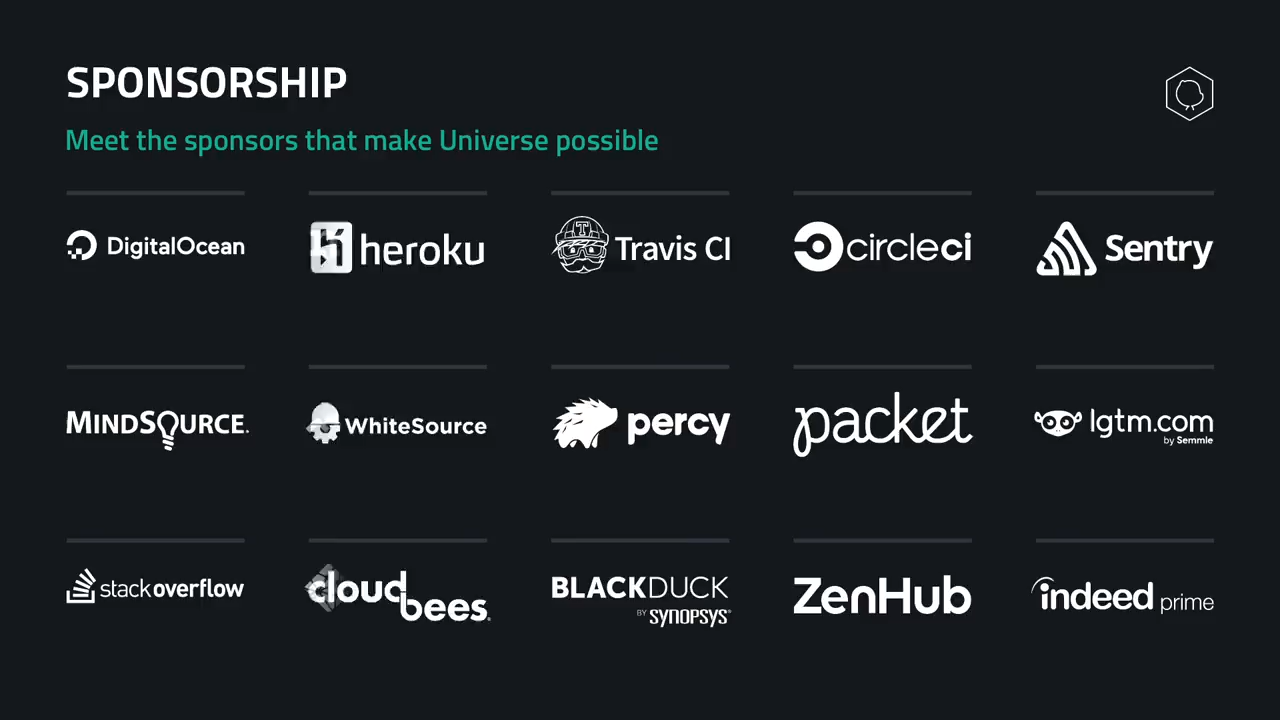 SPONSORSHIP
Meet the sponsors that make Universe possible
DigitalOcean
heroku
Travis CI
circleci
Sentry
MINDSOURCE.
WhiteSource
percy
packet
lgtm.com
by Semmle
stackoverflow
cloudbees
BLACKDUCK
BY SYNOPSYS®
ZenHub
indeed prime